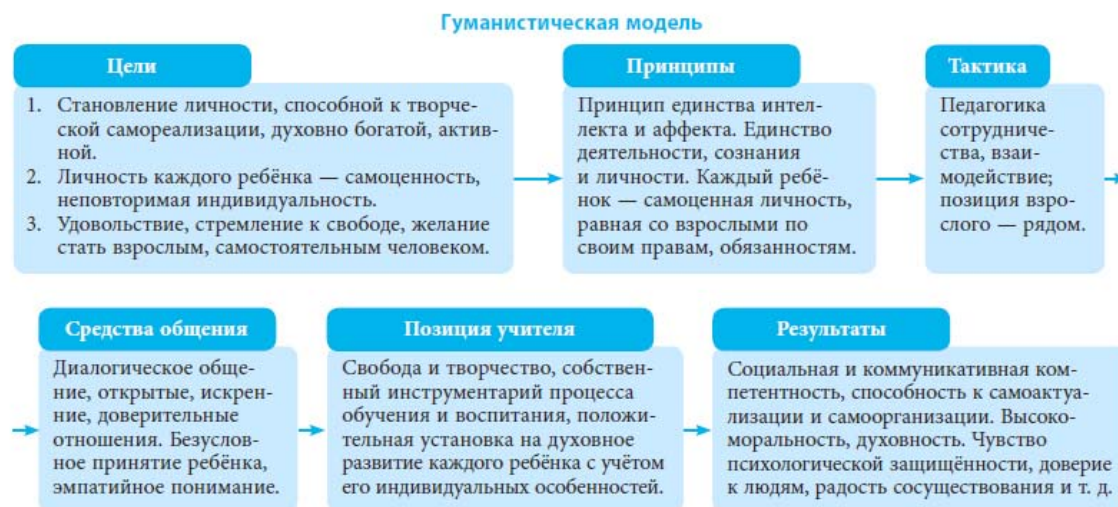 Гуманистическая модель
Цели
1. Становление личности, способной к творче-
ской самореализации, духовно богатой, актив-
ной.
2. Личность каждого ребёнка — самоценность,
неповторимая индивидуальность.
3. Удовольствие, стремление к свободе, желание
стать взрослым, самостоятельным человеком.
Принципы
Принцип единства интел-
лекта и аффекта. Единство
деятельности, сознания
и личности. Каждый ребё-
нок — самоценная личность,
равная со взрослыми по
своим правам, обязанностям.
Тактика
Педагогика
сотрудниче-
ства, взаи-
модействие;
позиция взро-
слого — рядом.
Средства общения
Диалогическое обще-
ние, открытые, искрен-
ние, доверительные
отношения. Безуслов-
ное принятие ребёнка,
эмпатийное понимание.
Позиция учителя
Свобода и творчество, собствен-
ный инструментарий процесса
обучения и воспитания, положи-
тельная установка на духовное
развитие каждого ребёнка с учётом
его индивидуальных особенностей.
Результаты
Социальная и коммуникативная ком-
петентность, способность к самоакту-
ализации и самоорганизации. Высоко-
моральность, духовность. Чувство
психологической защищённости, доверие
к людям, радость сосуществования и т. д.